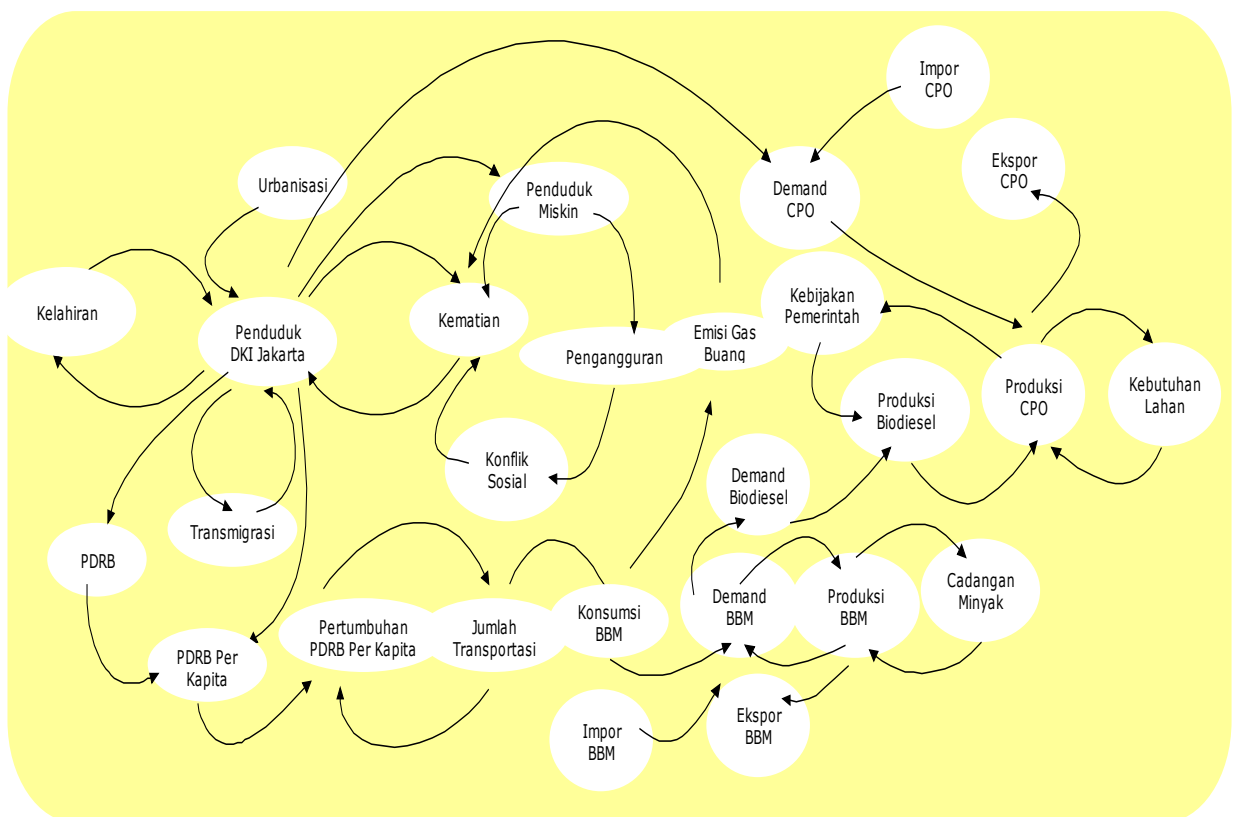 Impor
CPO
Ekspor
CPO
Urbanisasi
Penduduk
Miskin
Demand
CPO
Kelahiran
Penduduk
DKI Jakarta
Kematian
Pengangguran
Emisi Gas
Buang
Kebijakan
Pemerintah
Produksi
Biodiesel
Produksi
CPO
Kebutuhan
Lahan
Konflik
Sosial
Demand
Biodiesel
Transmigrasi
PDRB
Pertumbuhan
PDRB Per Kapita
Jumlah
Transportasi
Konsumsi
BBM
Demand
BBM
Produksi
BBM
Cadangan
Minyak
PDRB Per
Kapita
Impor
BBM
Ekspor
BBM